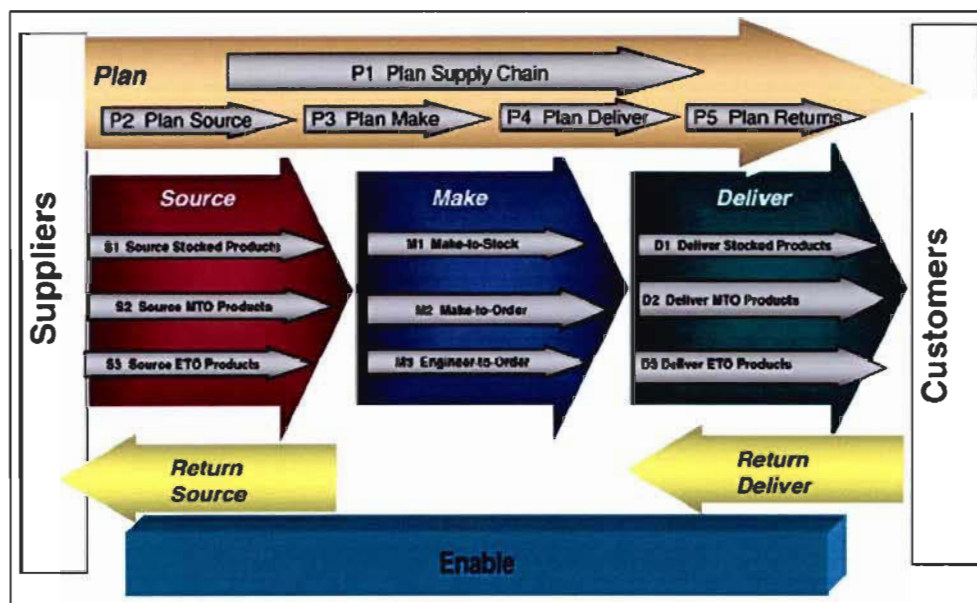 Suppliers
Plan
P1 Plan Supply Chain
P2 Plan Source
P3 Plan Make
P4 Plan Deliver
P5 Plan Returns
Source
S1 Source Stocked Products
S2 Source MTO Products
S3 Source ETO Products
Make
M1 Make-to-Stock
M2 Make-to-Order
M3 Engineer-to-Order
Deliver
D1 Deliver Stocked Products
D2 Deliver MTO Products
D3 Deliver ETO Products
Customers
Return
Source
Return
Deliver
Enable